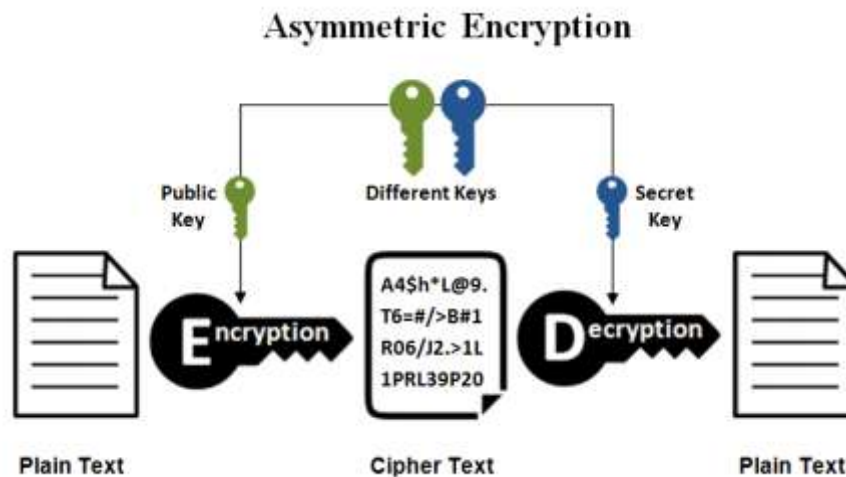 Asymmetric Encryption
Public
Key
Different Keys
Secret
Key
Encryption
A4$h*L@9.
T6=#/>B#1
R06/J2.>1L
1PRL39P20
Decryption
Plain Text
Cipher Text
Plain Text